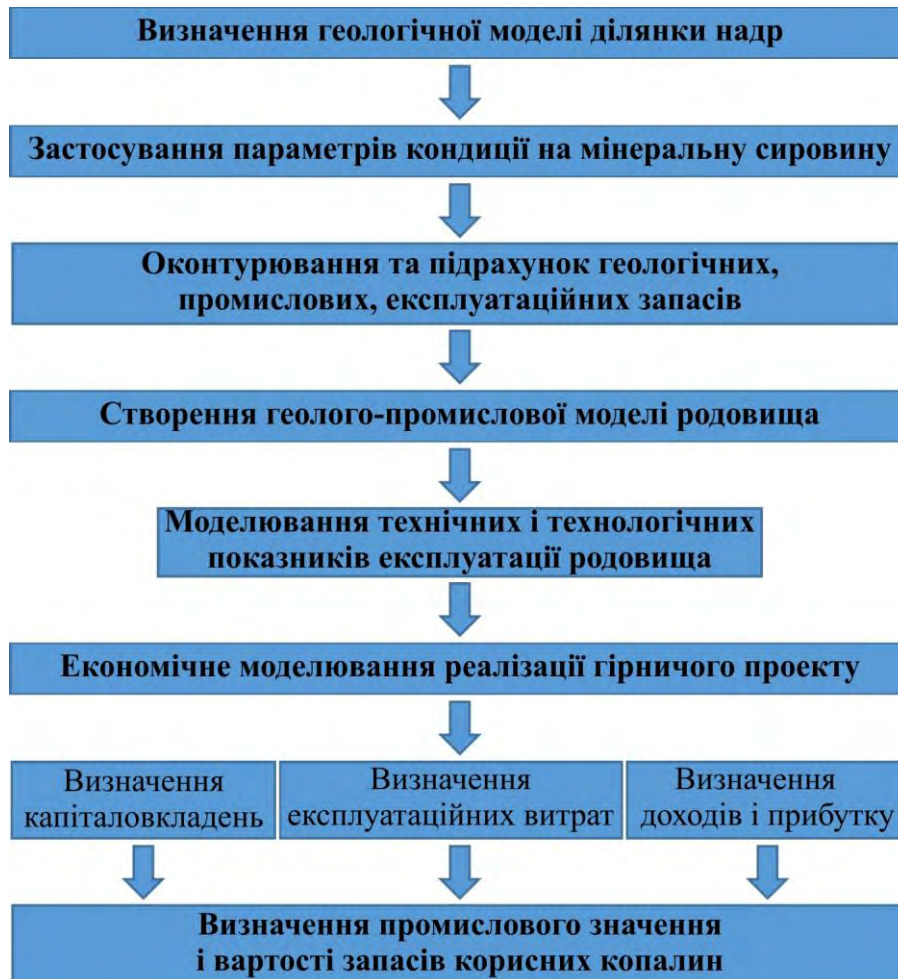 Визначення геологічної моделі ділянки надр
Застосування параметрів кондиції на мінеральну сировину
Оконтурювання та підрахунок геологічних,
промислових, експлуатаційних запасів
Створення геолого-промислової моделі родовища
Моделювання технічних і технологічних
показників експлуатації родовища
Економічне моделювання реалізації гірничого проекту
Визначення
капіталовкладень
Визначення
експлуатаційних витрат
Визначення
доходів і прибутку
Визначення промислового значення
і вартості запасів корисних копалин